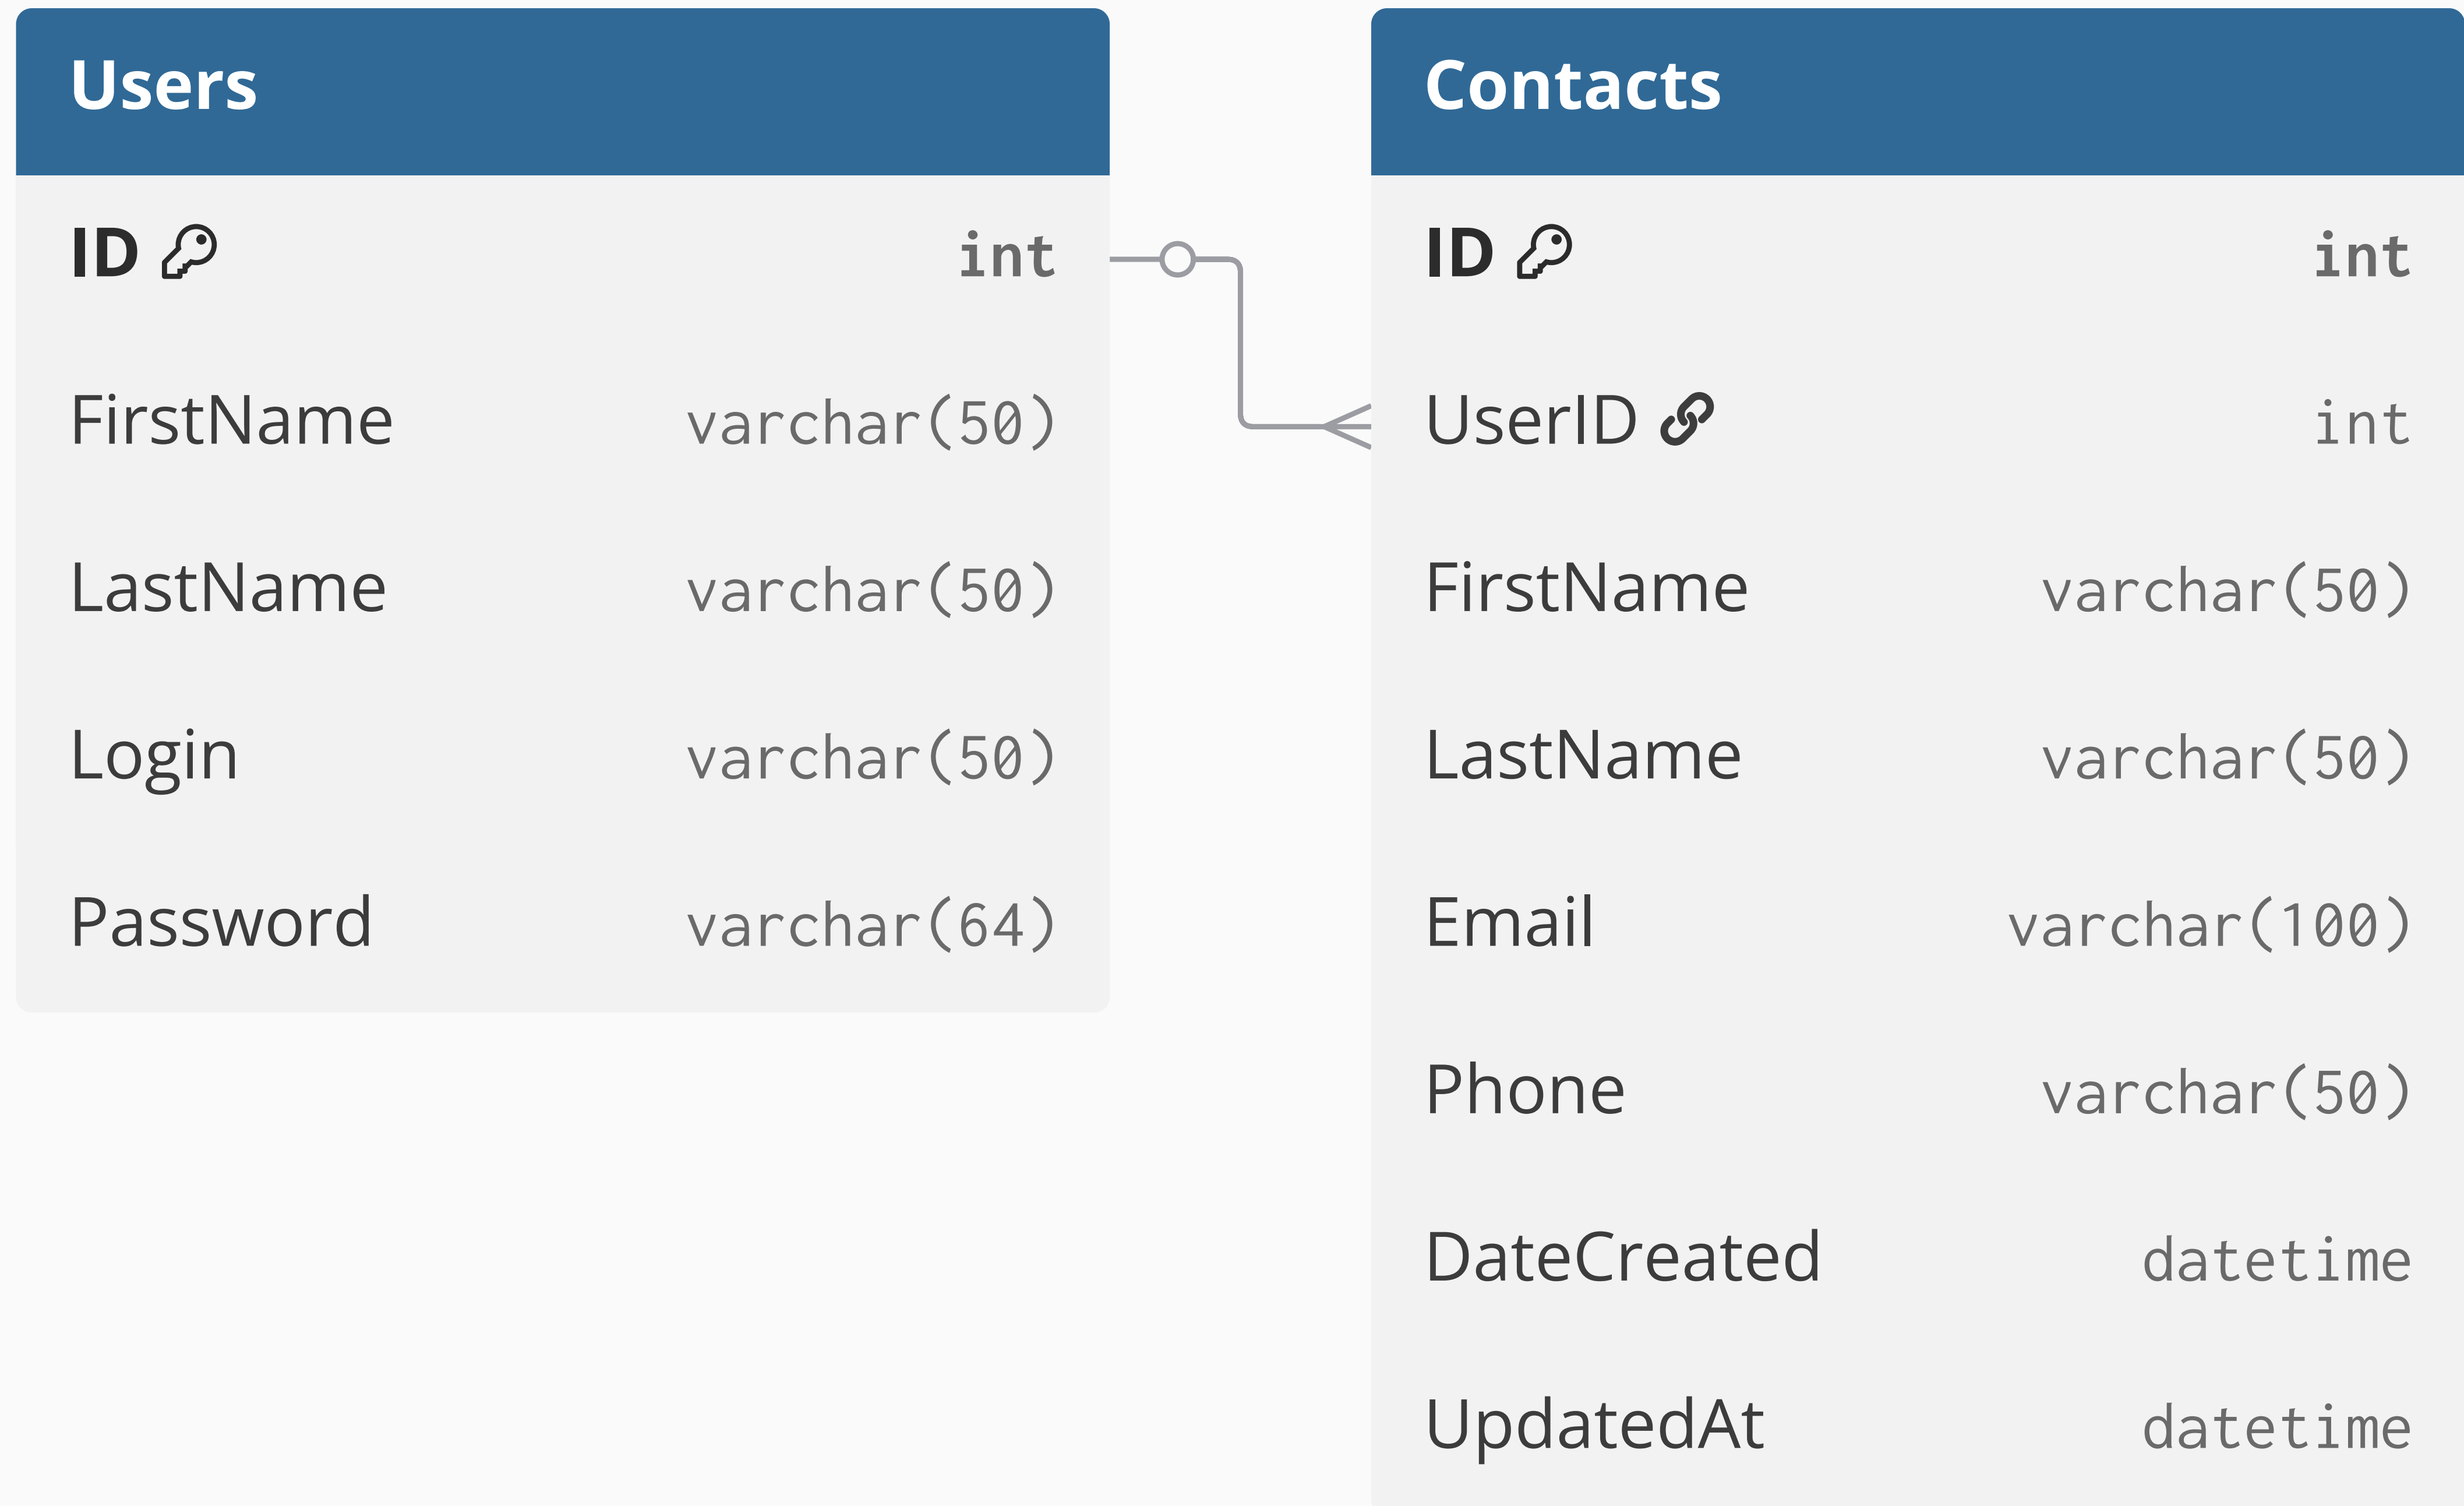 Users
ID int
FirstName varchar(50)
LastName varchar(50)
Login varchar(50)
Password varchar(64)
Contacts
ID int
UserID int
FirstName varchar(50)
LastName varchar(50)
Email varchar(100)
Phone varchar(50)
DateCreated datetime
UpdatedAt datetime